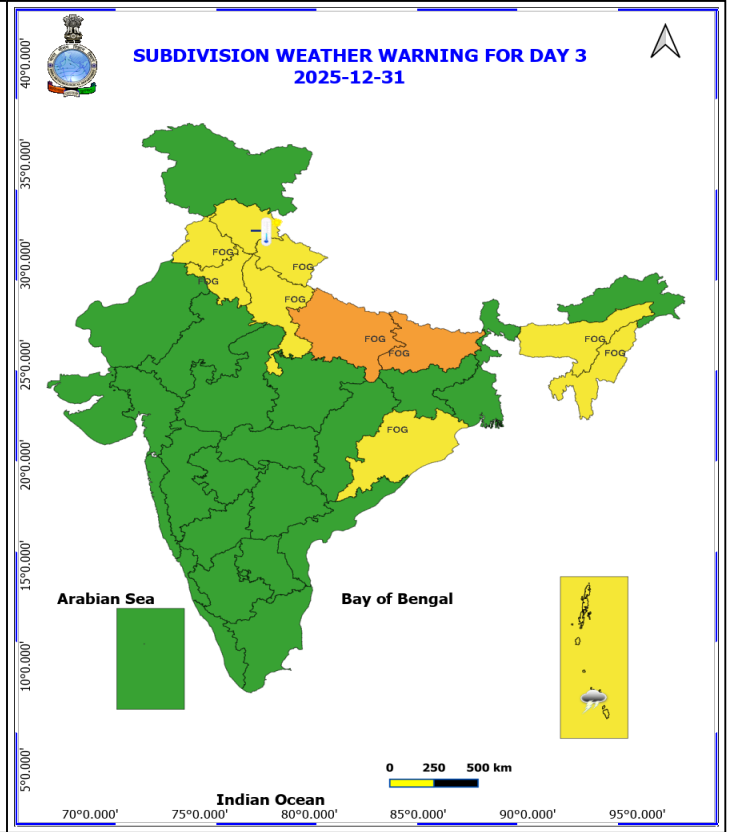 SUBDIVISION WEATHER WARNING FOR DAY 3
2025-12-31
40°0.000'
35°0.000'
30°0.000'
25°0.000'
20°0.000'
15°0.000'
10°0.000'
5°0.000'
FOG
FOG
FOG
FOG
FOG
FOG
FOG
FOG
FOG
Arabian Sea
Bay of Bengal
0 250 500 km
Indian Ocean
70°0.000' 75°0.000' 80°0.000' 85°0.000' 90°0.000' 95°0.000'